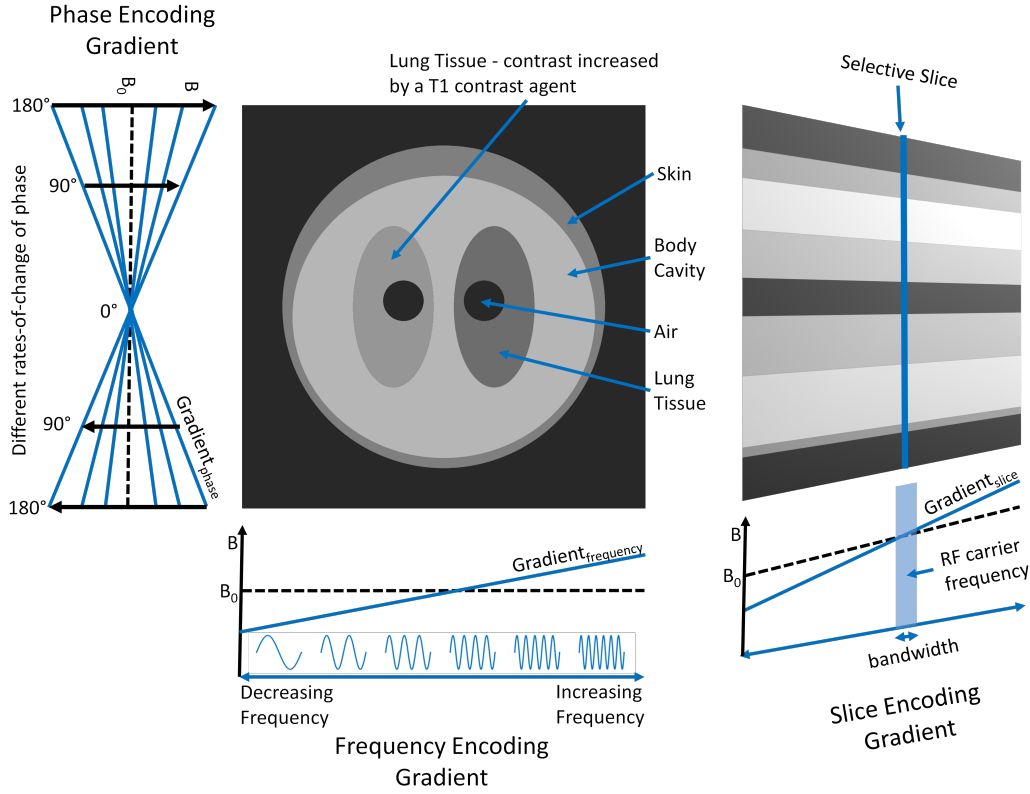 Phase Encoding
Gradient
B₀
B
180°
90°
0°
90°
180°
Different rates-of-change of phase
Gradientphase
Lung Tissue - contrast increased
by a T1 contrast agent
Skin
Body
Cavity
Air
Lung
Tissue
B
B₀
Gradientfrequency
Decreasing
Frequency
Increasing
Frequency
Frequency Encoding
Gradient
Selective Slice
B
B₀
Gradientslice
RF carrier
frequency
bandwidth
Slice Encoding
Gradient